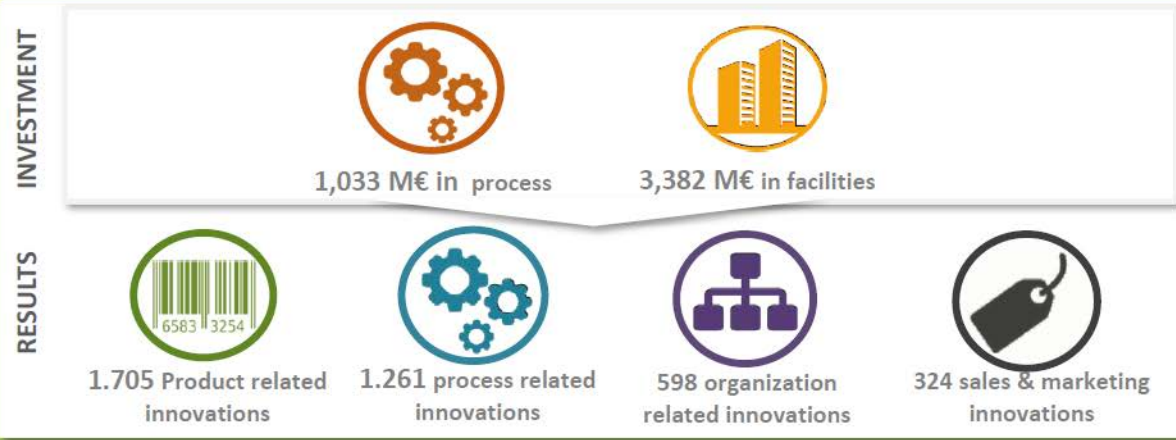 INVESTMENT
1,033 M€ in process
3,382 M€ in facilities
RESULTS
6583 3254
1.705 Product related
innovations
1.261 process related
innovations
598 organization
related innovations
324 sales & marketing
innovations